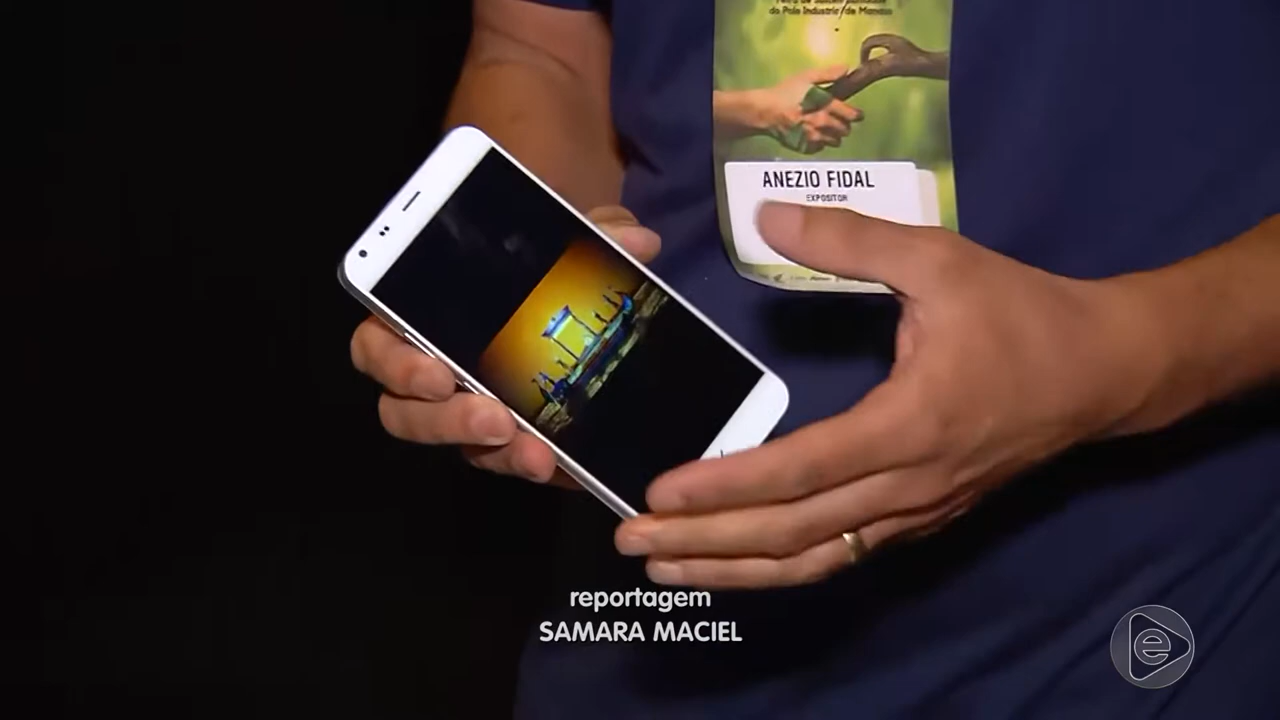 do Polo Industrial de Manaus
ANEZIO FIDAL
EXPOSITOR
reportagem
SAMARA MACIEL
e